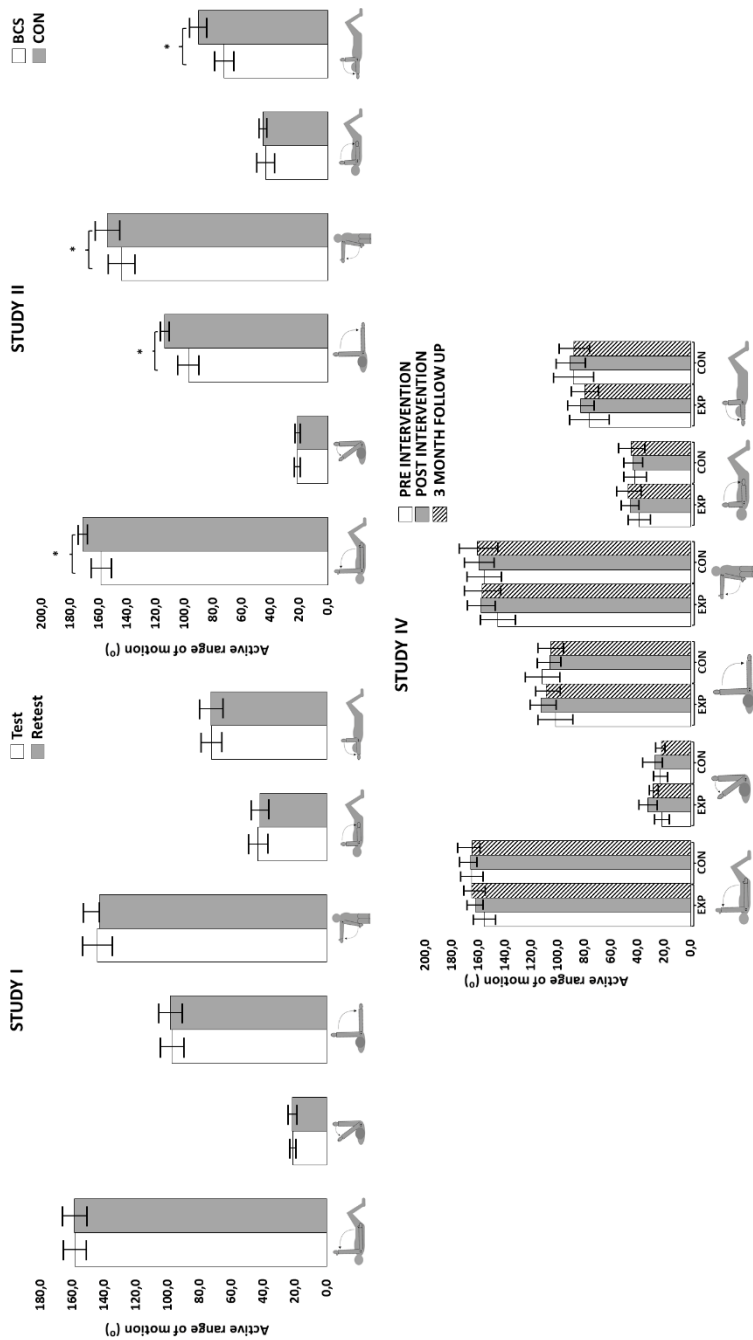 STUDY I
Test
Retest
Active range of motion (º)
180,0
160,0
140,0
120,0
100,0
80,0
60,0
40,0
20,0
0,0
STUDY II
BCS
CON
Active range of motion (º)
200,0
180,0
160,0
140,0
120,0
100,0
80,0
60,0
40,0
20,0
0,0
*
*
*
*
STUDY IV
PRE INTERVENTION
POST INTERVENTION
3 MONTH FOLLOW UP
Active range of motion (º)
200,0
180,0
160,0
140,0
120,0
100,0
80,0
60,0
40,0
20,0
0,0
EXP CON EXP CON EXP CON EXP CON EXP CON EXP CON